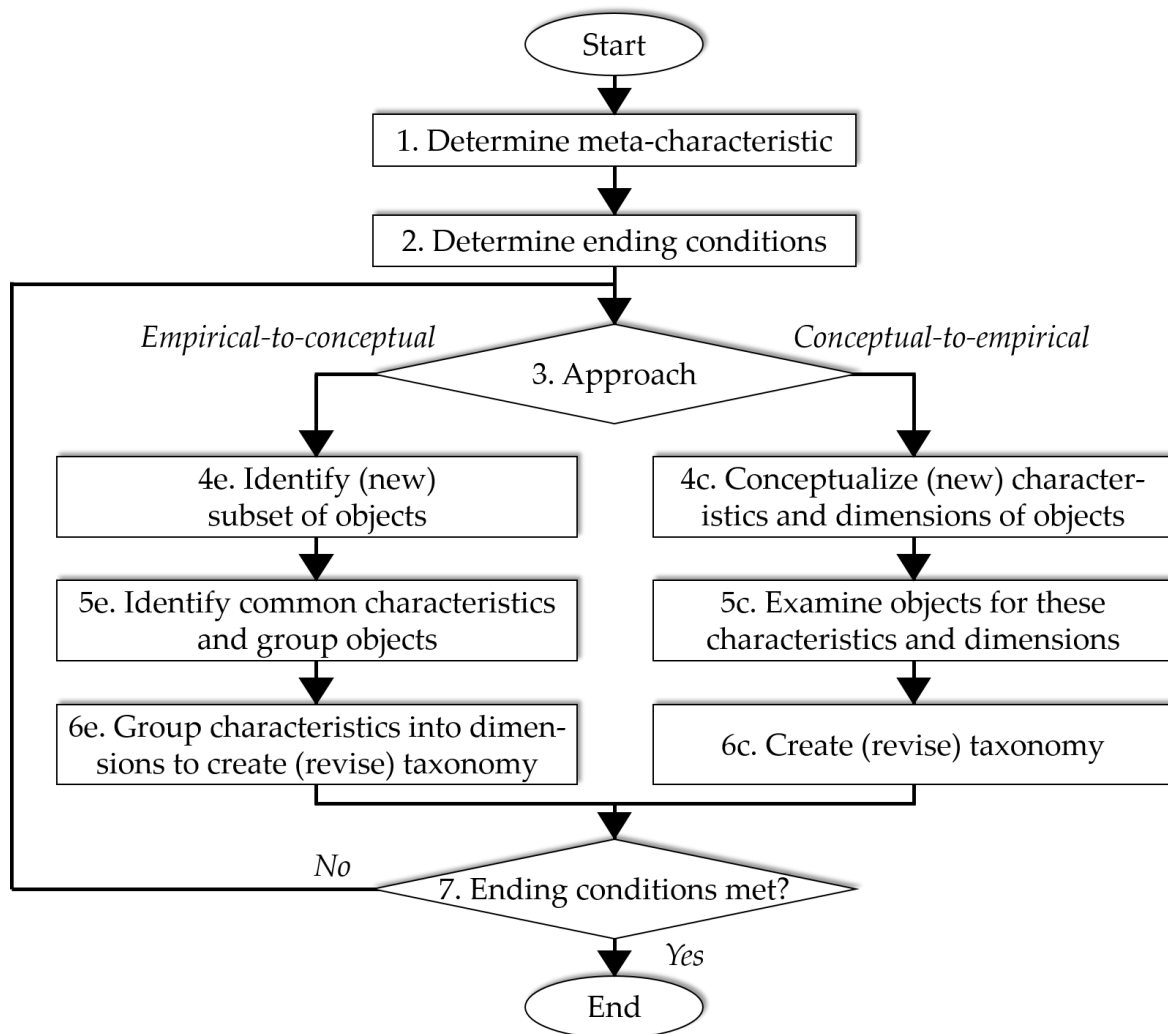 Start
1. Determine meta-characteristic
2. Determine ending conditions
Empirical-to-conceptual
Conceptual-to-empirical
3. Approach
4e. Identify (new)
subset of objects
4c. Conceptualize (new) character-
istics and dimensions of objects
5e. Identify common characteristics
and group objects
5c. Examine objects for these
characteristics and dimensions
6e. Group characteristics into dimen-
sions to create (revise) taxonomy
6c. Create (revise) taxonomy
No
7. Ending conditions met?
Yes
End